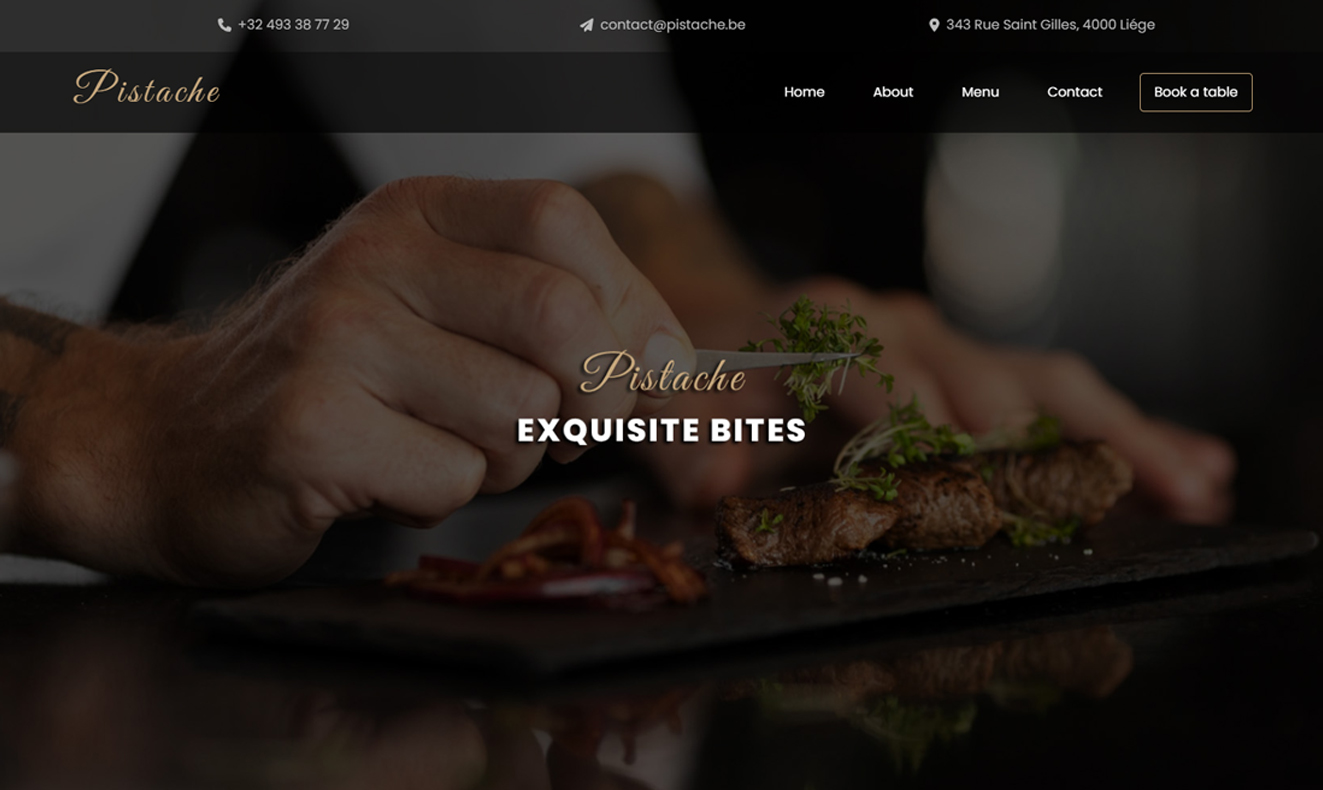 +32 493 38 77 29 contact@pistache.be 343 Rue Saint Gilles, 4000 Liége
Pistache Home About Menu Contact Book a table
Pistache
EXQUISITE BITES